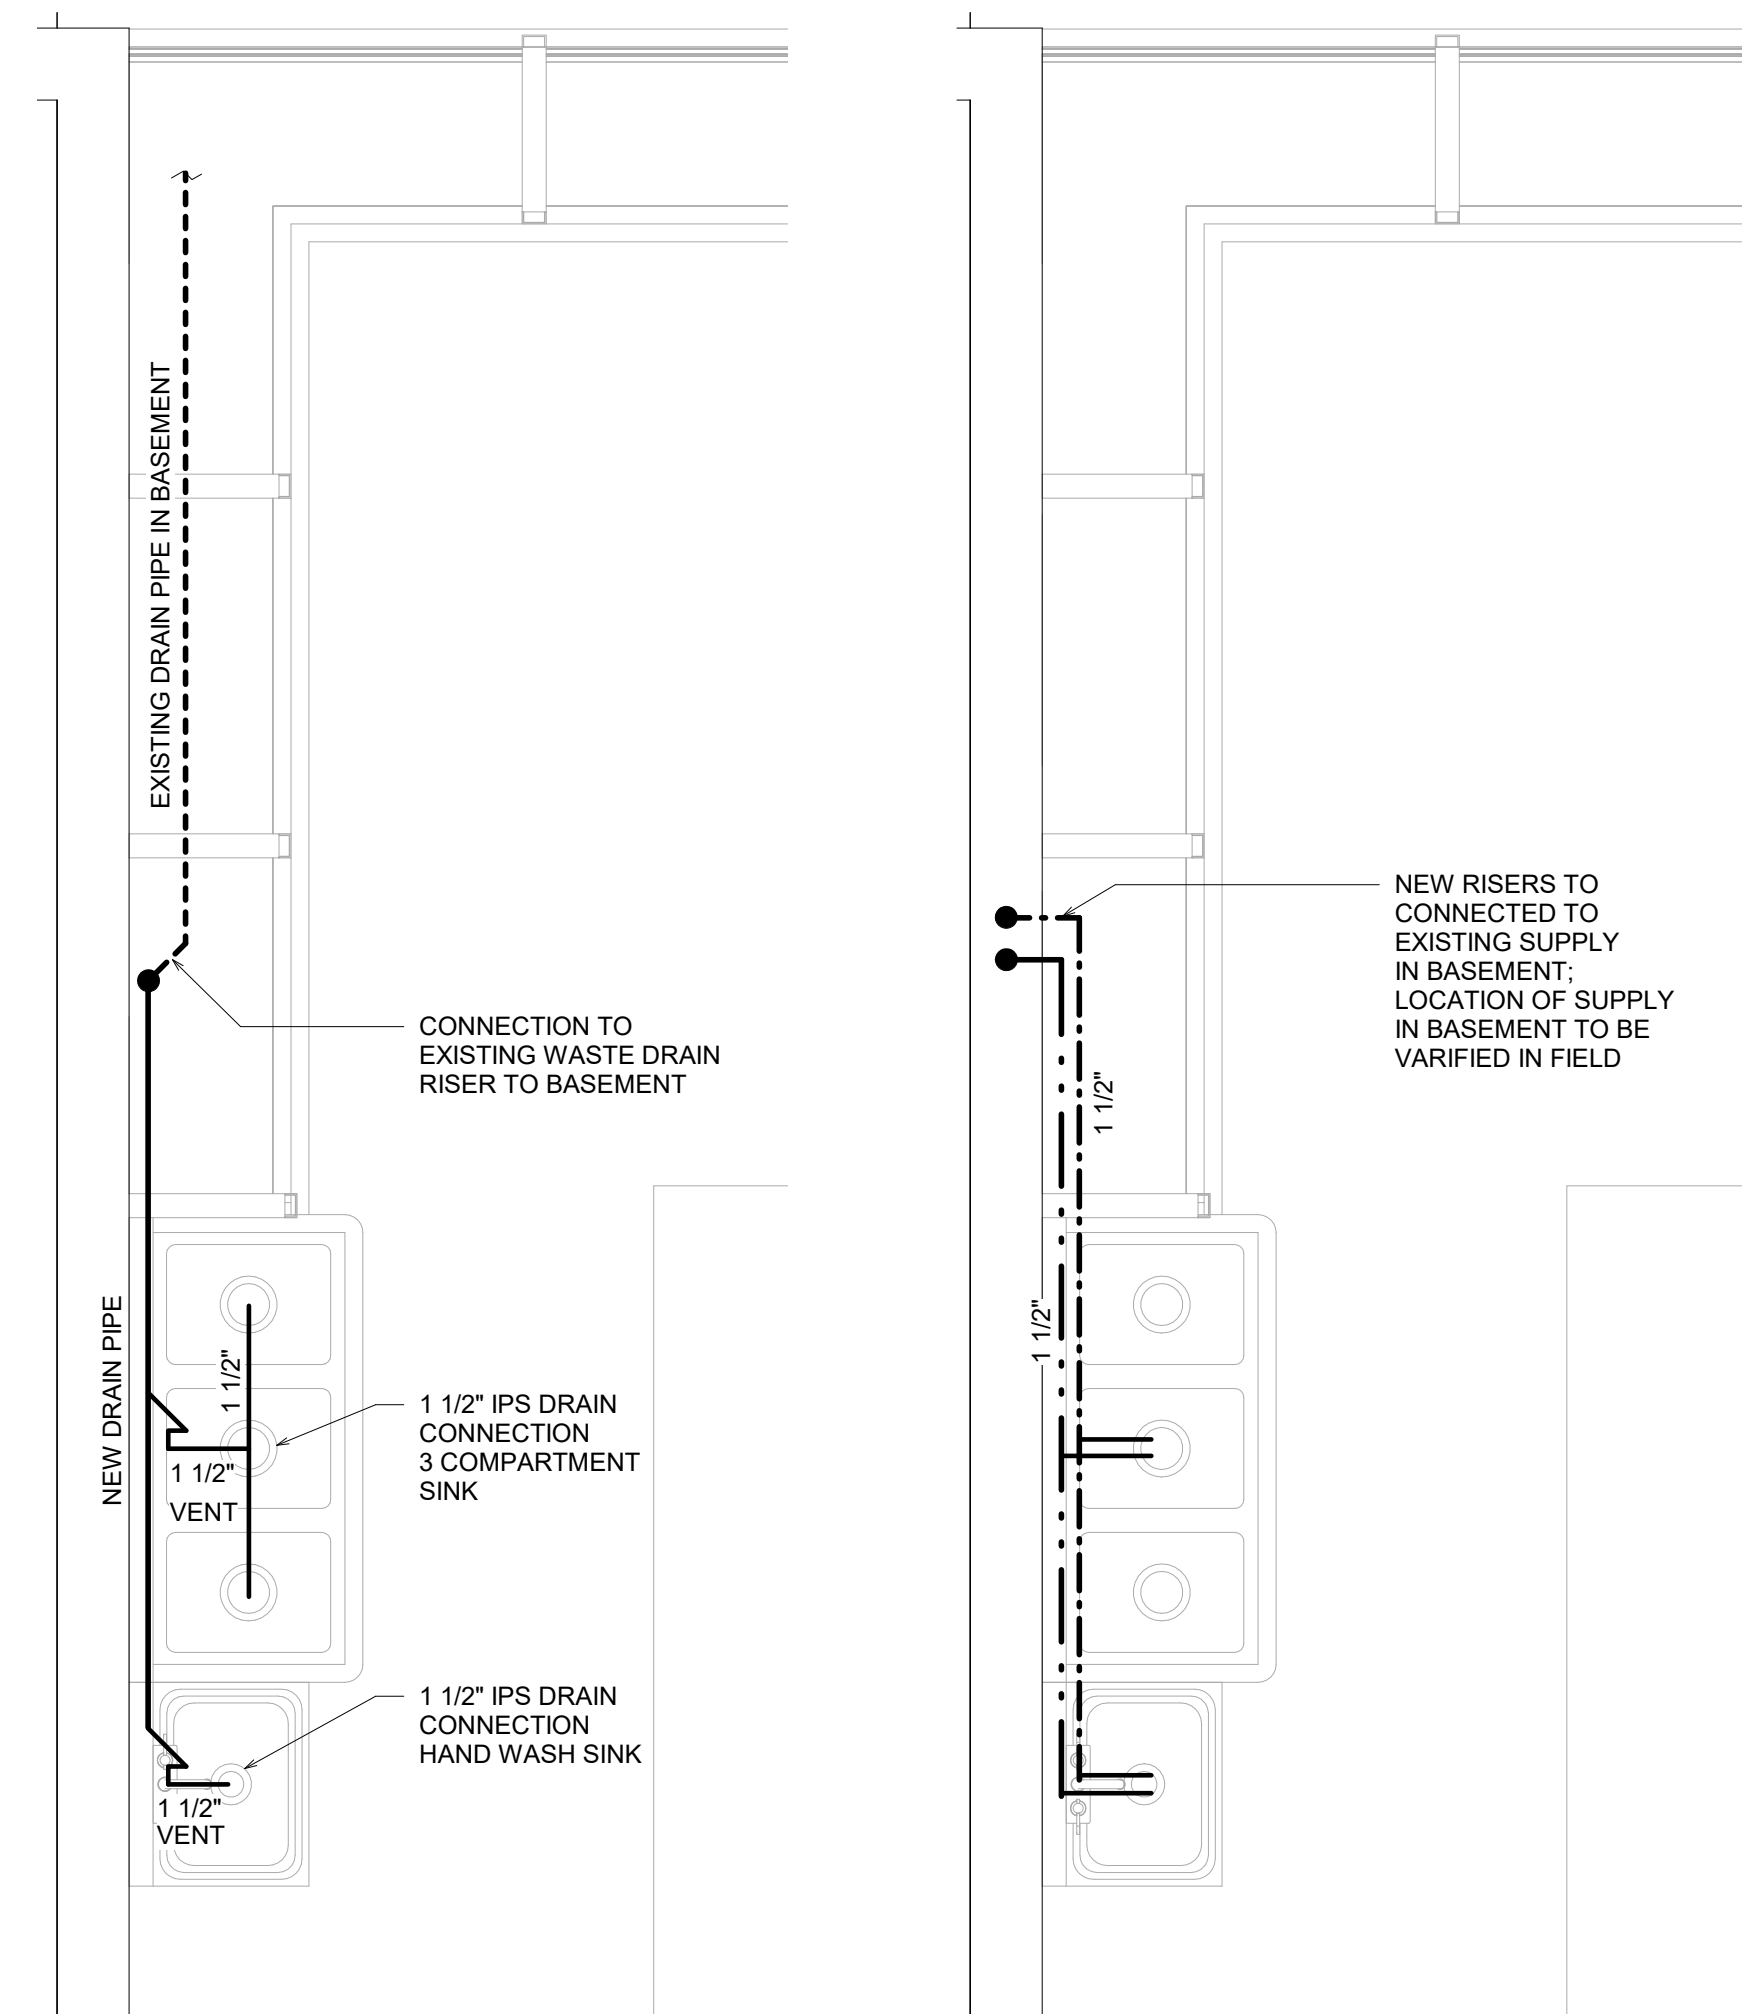 EXISTING DRAIN PIPE IN BASEMENT
CONNECTION TO
EXISTING WASTE DRAIN
RISER TO BASEMENT
NEW DRAIN PIPE
1 1/2"
1 1/2"
VENT
1 1/2" IPS DRAIN
CONNECTION
3 COMPARTMENT
SINK
1 1/2" IPS DRAIN
CONNECTION
HAND WASH SINK
1 1/2"
VENT
NEW RISERS TO
CONNECTED TO
EXISTING SUPPLY
IN BASEMENT;
LOCATION OF SUPPLY
IN BASEMENT TO BE
VARIFIED IN FIELD
1 1/2"
1 1/2"